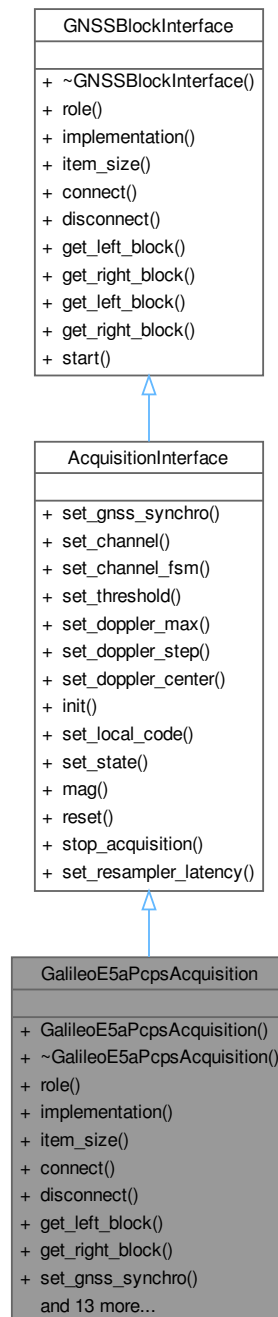 GNSSBlockInterface
+ ~GNSSBlockInterface()
+ role()
+ implementation()
+ item_size()
+ connect()
+ disconnect()
+ get_left_block()
+ get_right_block()
+ get_left_block()
+ get_right_block()
+ start()
AcquisitionInterface
+ set_gnss_synchro()
+ set_channel()
+ set_channel_fsm()
+ set_threshold()
+ set_doppler_max()
+ set_doppler_step()
+ set_doppler_center()
+ init()
+ set_local_code()
+ set_state()
+ mag()
+ reset()
+ stop_acquisition()
+ set_resampler_latency()
GalileoE5aPcpsAcquisition
+ GalileoE5aPcpsAcquisition()
+ ~GalileoE5aPcpsAcquisition()
+ role()
+ implementation()
+ item_size()
+ connect()
+ disconnect()
+ get_left_block()
+ get_right_block()
+ set_gnss_synchro()
and 13 more...